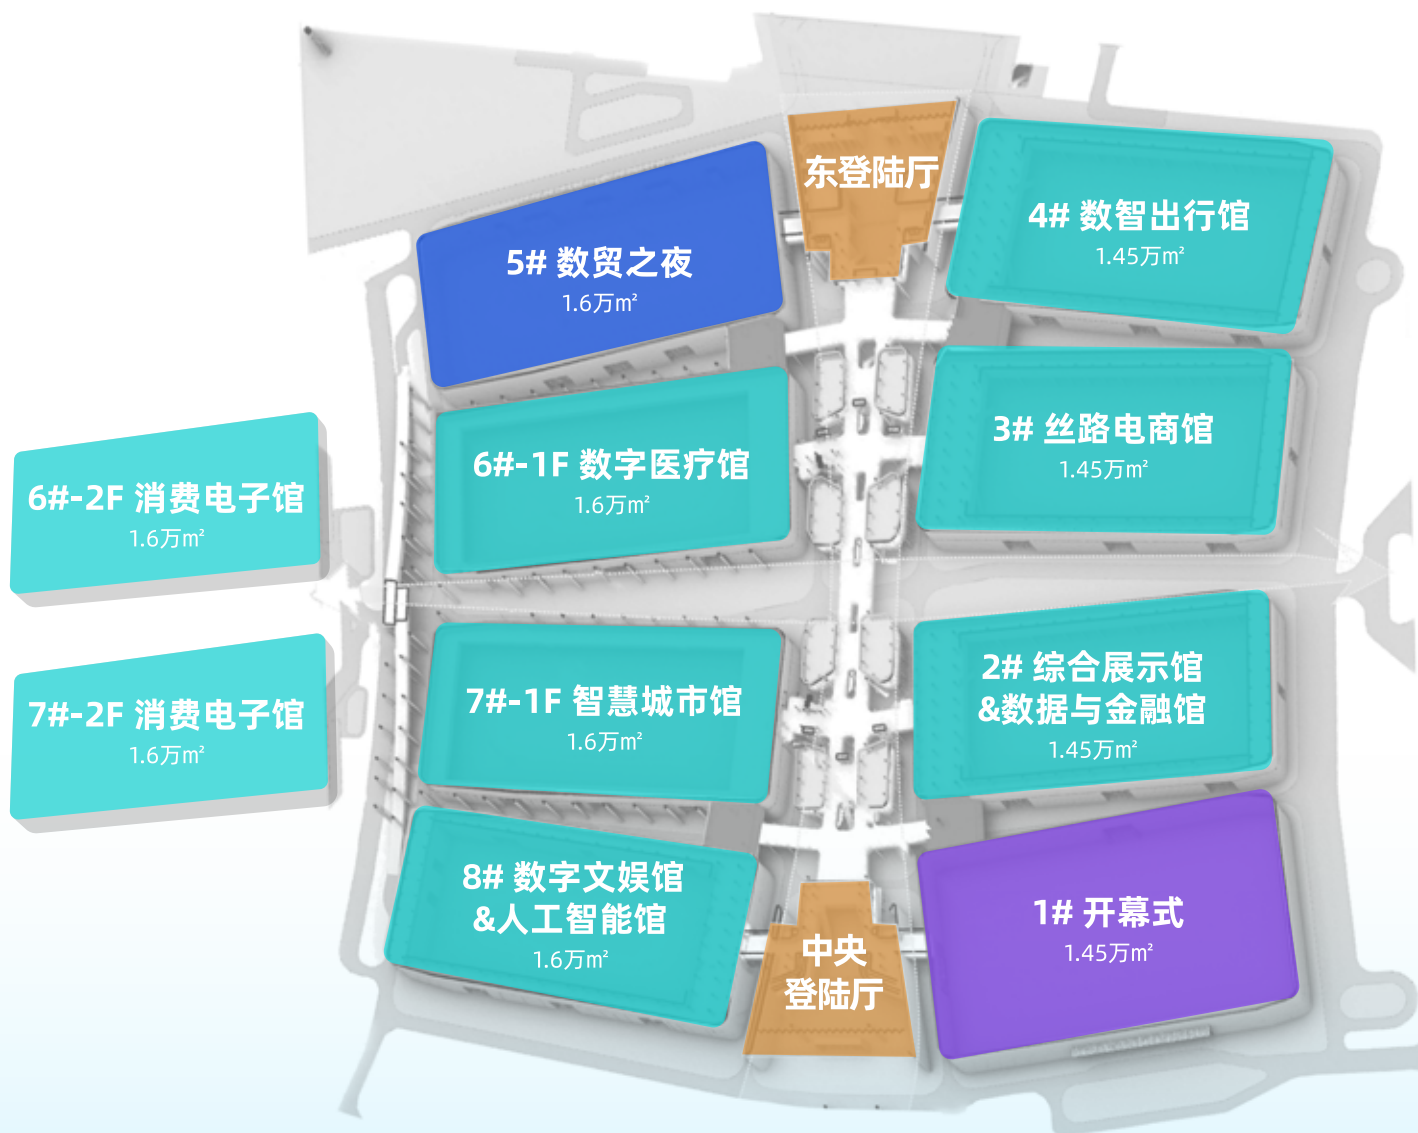 东登陆厅
4# 数智出行馆
1.45万㎡
5# 数贸之夜
1.6万㎡
3# 丝路电商馆
1.45万㎡
6#-1F 数字医疗馆
1.6万㎡
6#-2F 消费电子馆
1.6万㎡
2# 综合展示馆
&数据与金融馆
1.45万㎡
7#-1F 智慧城市馆
1.6万㎡
7#-2F 消费电子馆
1.6万㎡
8# 数字文娱馆
&人工智能馆
1.6万㎡
1# 开幕式
1.45万㎡
中央
登陆厅